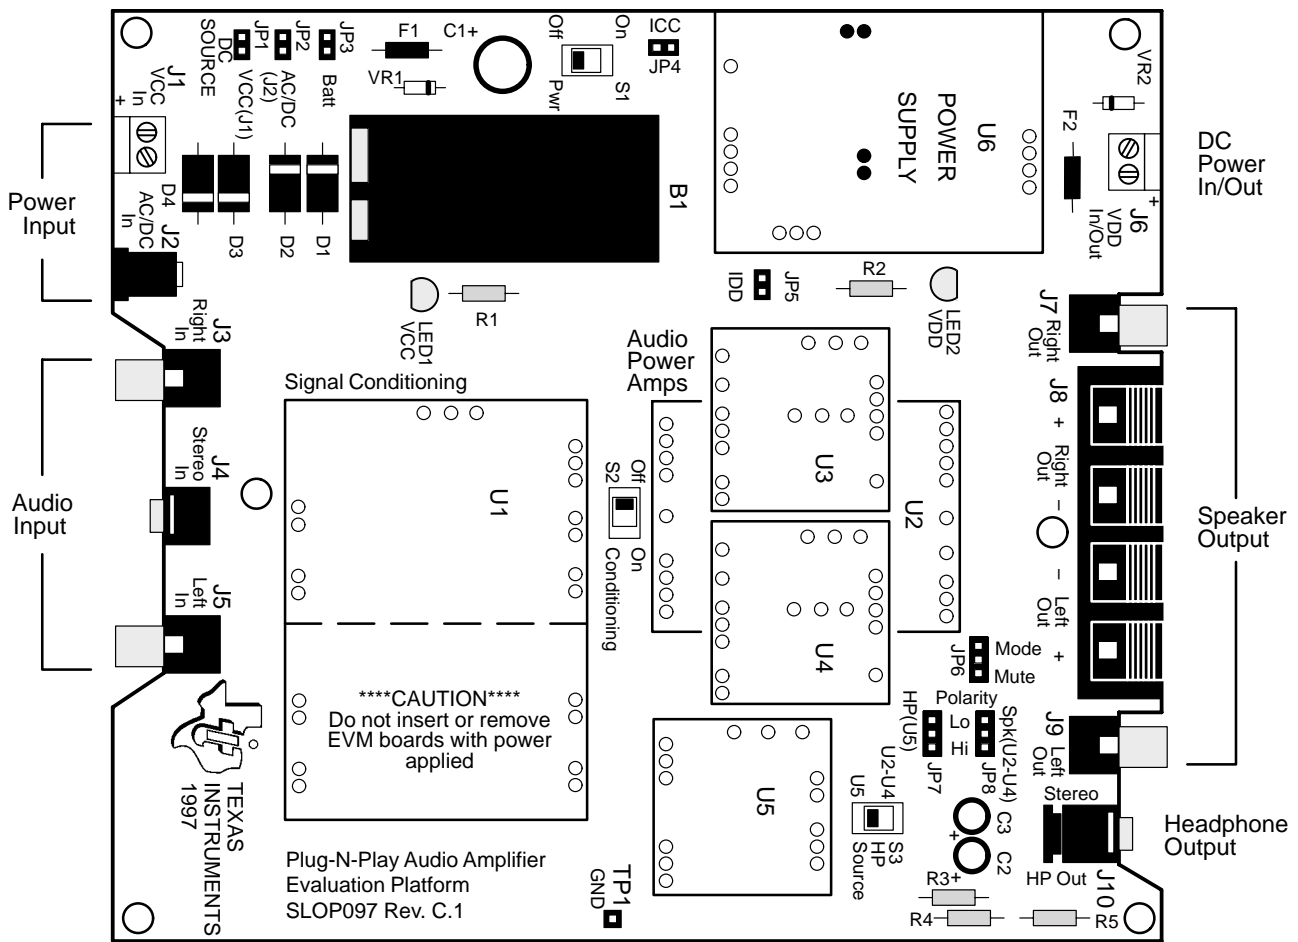 SOURCE
DC
JP1
JP2
JP3
F1
C1+
Off
On
ICC
JP4
VR1
Pwr
S1
VCC(J1)
AC/DC
(J2)
Batt
J1
VCC
In
+
D4
D3
D2
D1
AC/DC
In
J2
B1
U6
POWER
SUPPLY
VR2
F2
+
J6
VDD
In/Out
DC
Power
In/Out
Power
Input
LED1
VCC
R1
IDD
JP5
R2
LED2
VDD
J3
Right
In
J7
Right
Out
Audio
Power
Amps
Signal Conditioning
J4
Stereo
In
Audio
Input
U1
S2
Off
On
Conditioning
U3
U2
U4
J8
+
Right
Out
–
–
Left
Out
+
Speaker
Output
J5
Left
In
JP6
Mode
Mute
Polarity
HP(U5)
Lo
Hi
JP7
Spk(U2-U4)
JP8
J9
Left
Out
****CAUTION****
Do not insert or remove
EVM boards with power
applied
TEXAS
INSTRUMENTS
1997
U5
U5
U2-U4
S3
HP
Source
C3
+
C2
Stereo
HP Out
J10
Headphone
Output
Plug-N-Play Audio Amplifier
Evaluation Platform
SLOP097 Rev. C.1
TP1
GND
R3+
R4
R5